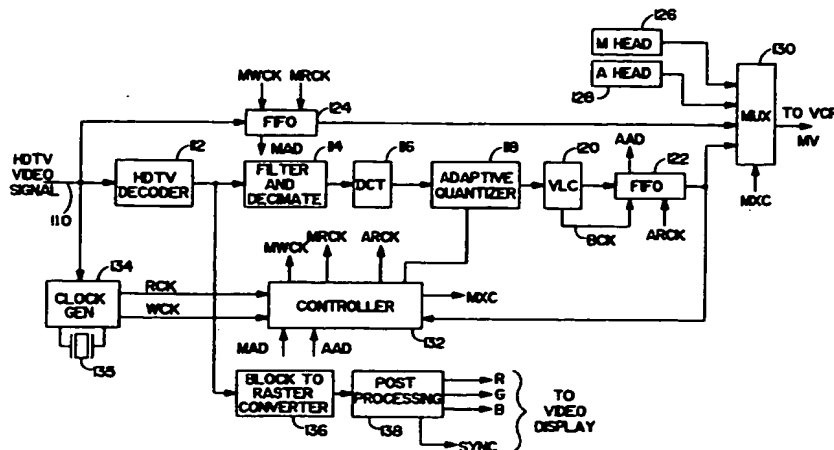 126
M HEAD
130
MWCK MRCK
128
A HEAD
124
FIFO
MUX
TO VCR
MV
HDTV
VIDEO
SIGNAL
110
112
HDTV
DECODER
MAD
114
FILTER
AND
DECIMATE
116
DCT
118
ADAPTIVE
QUANTIZER
120
VLC
AAD
122
FIFO
MXC
BCK
ARCK
MWCK
MRCK
ARCK
134
CLOCK
GEN
RCK
WCK
CONTROLLER
MXC
135
MAD
AAD
132
BLOCK TO
RASTER
CONVERTER
136
POST
PROCESSING
138
R
G
B
SYNC
TO
VIDEO
DISPLAY